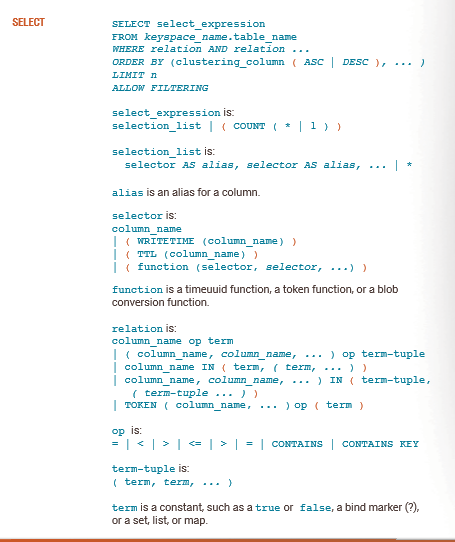 SELECT
SELECT select_expression
FROM keyspace_name.table_name
WHERE relation AND relation ...
ORDER BY (clustering_column ( ASC | DESC ), ... )
LIMIT n
ALLOW FILTERING
select_expression is:
selection_list | ( COUNT ( * | 1 ) )
selection_list is:
selector AS alias, selector AS alias, ... | *
alias is an alias for a column.
selector is:
column_name
| ( WRITETIME (column_name) )
| ( TTL (column_name) )
| ( function (selector, selector, ...) )
function is a timeuuid function, a token function, or a blob
conversion function.
relation is:
column_name op term
| ( column_name, column_name, ... ) op term-tuple
| column_name IN ( term, ( term, ... ) )
| column_name, column_name, ... ) IN ( term-tuple,
( term-tuple ... ) )
| TOKEN ( column_name, ... ) op ( term )
op is:
= | < | > | <= | > | = | CONTAINS | CONTAINS KEY
term-tuple is:
( term, term, ... )
term is a constant, such as a true or false, a bind marker (?),
or a set, list, or map.